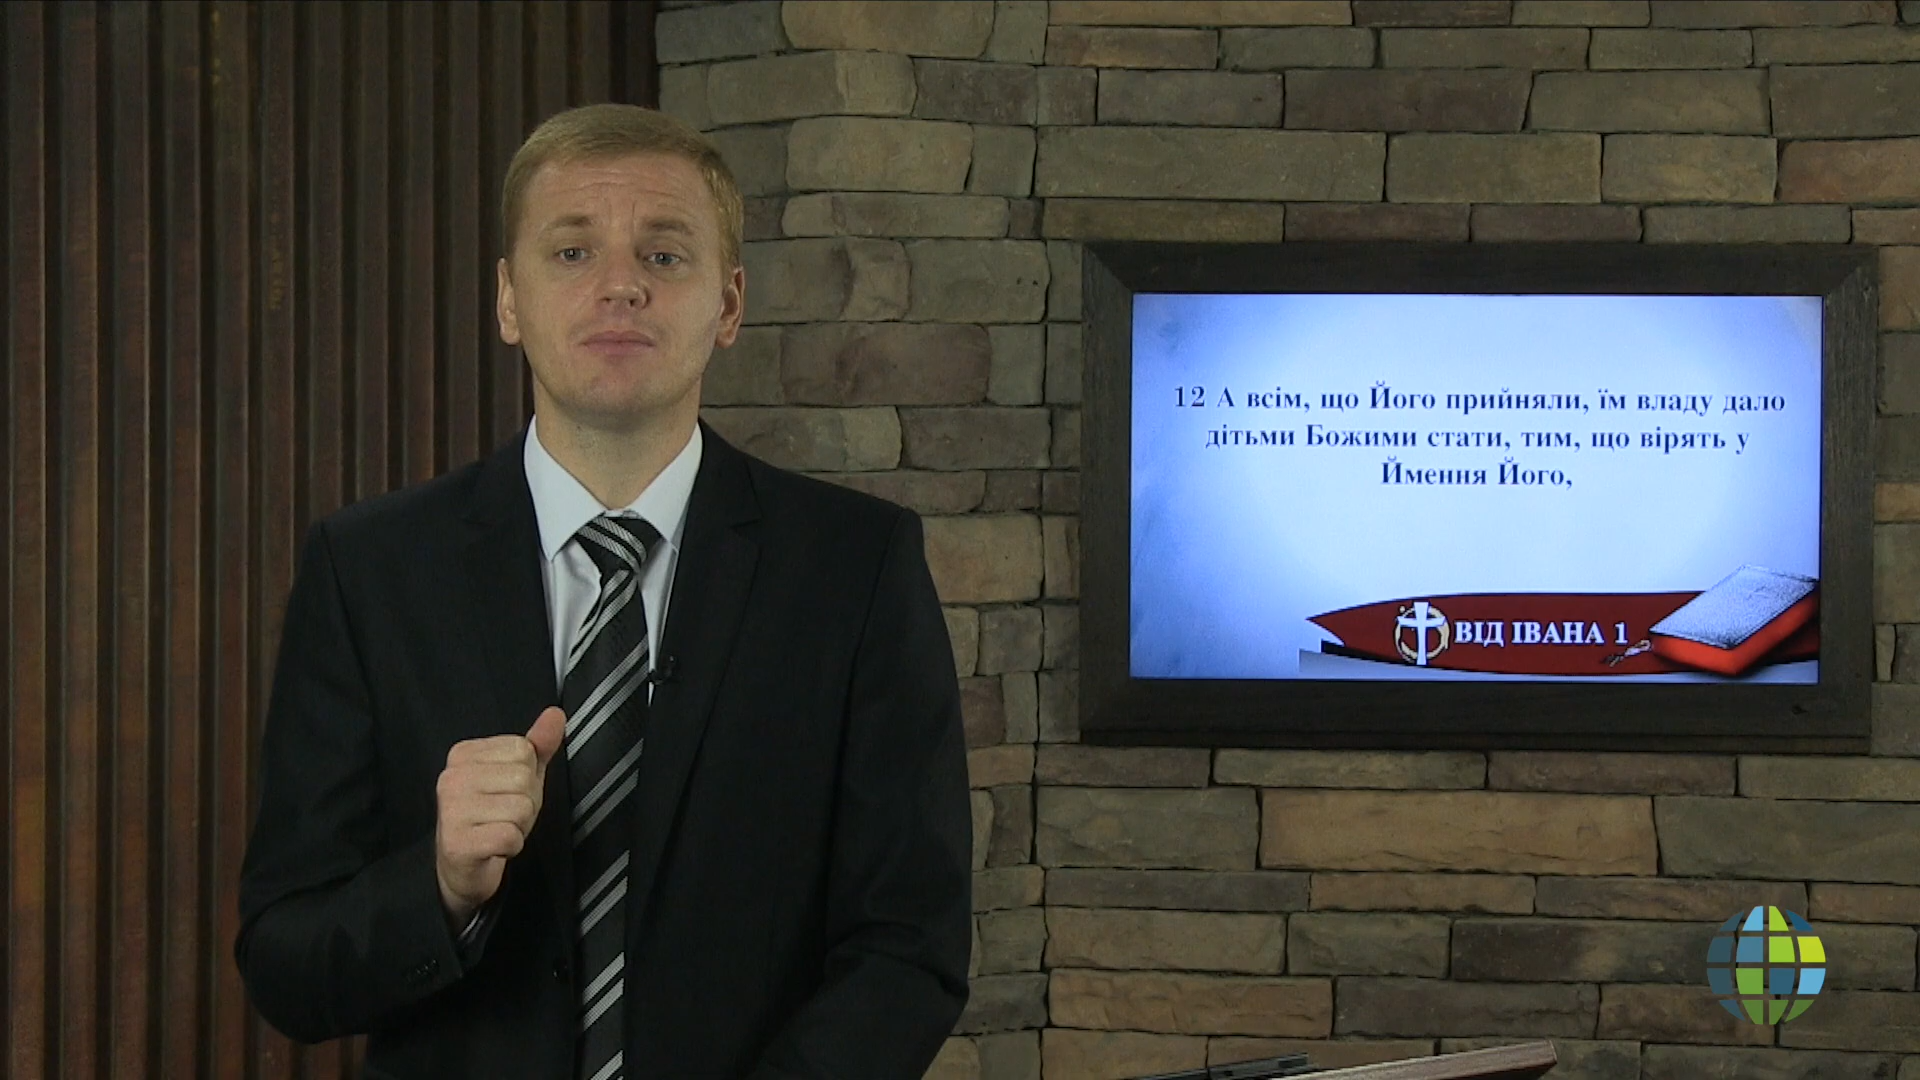 12 А всім, що Його прийняли, їм владу дало
дітьми Божими стати, тим, що вірять у
Ймення Його,
ВІД ІВАНА 1